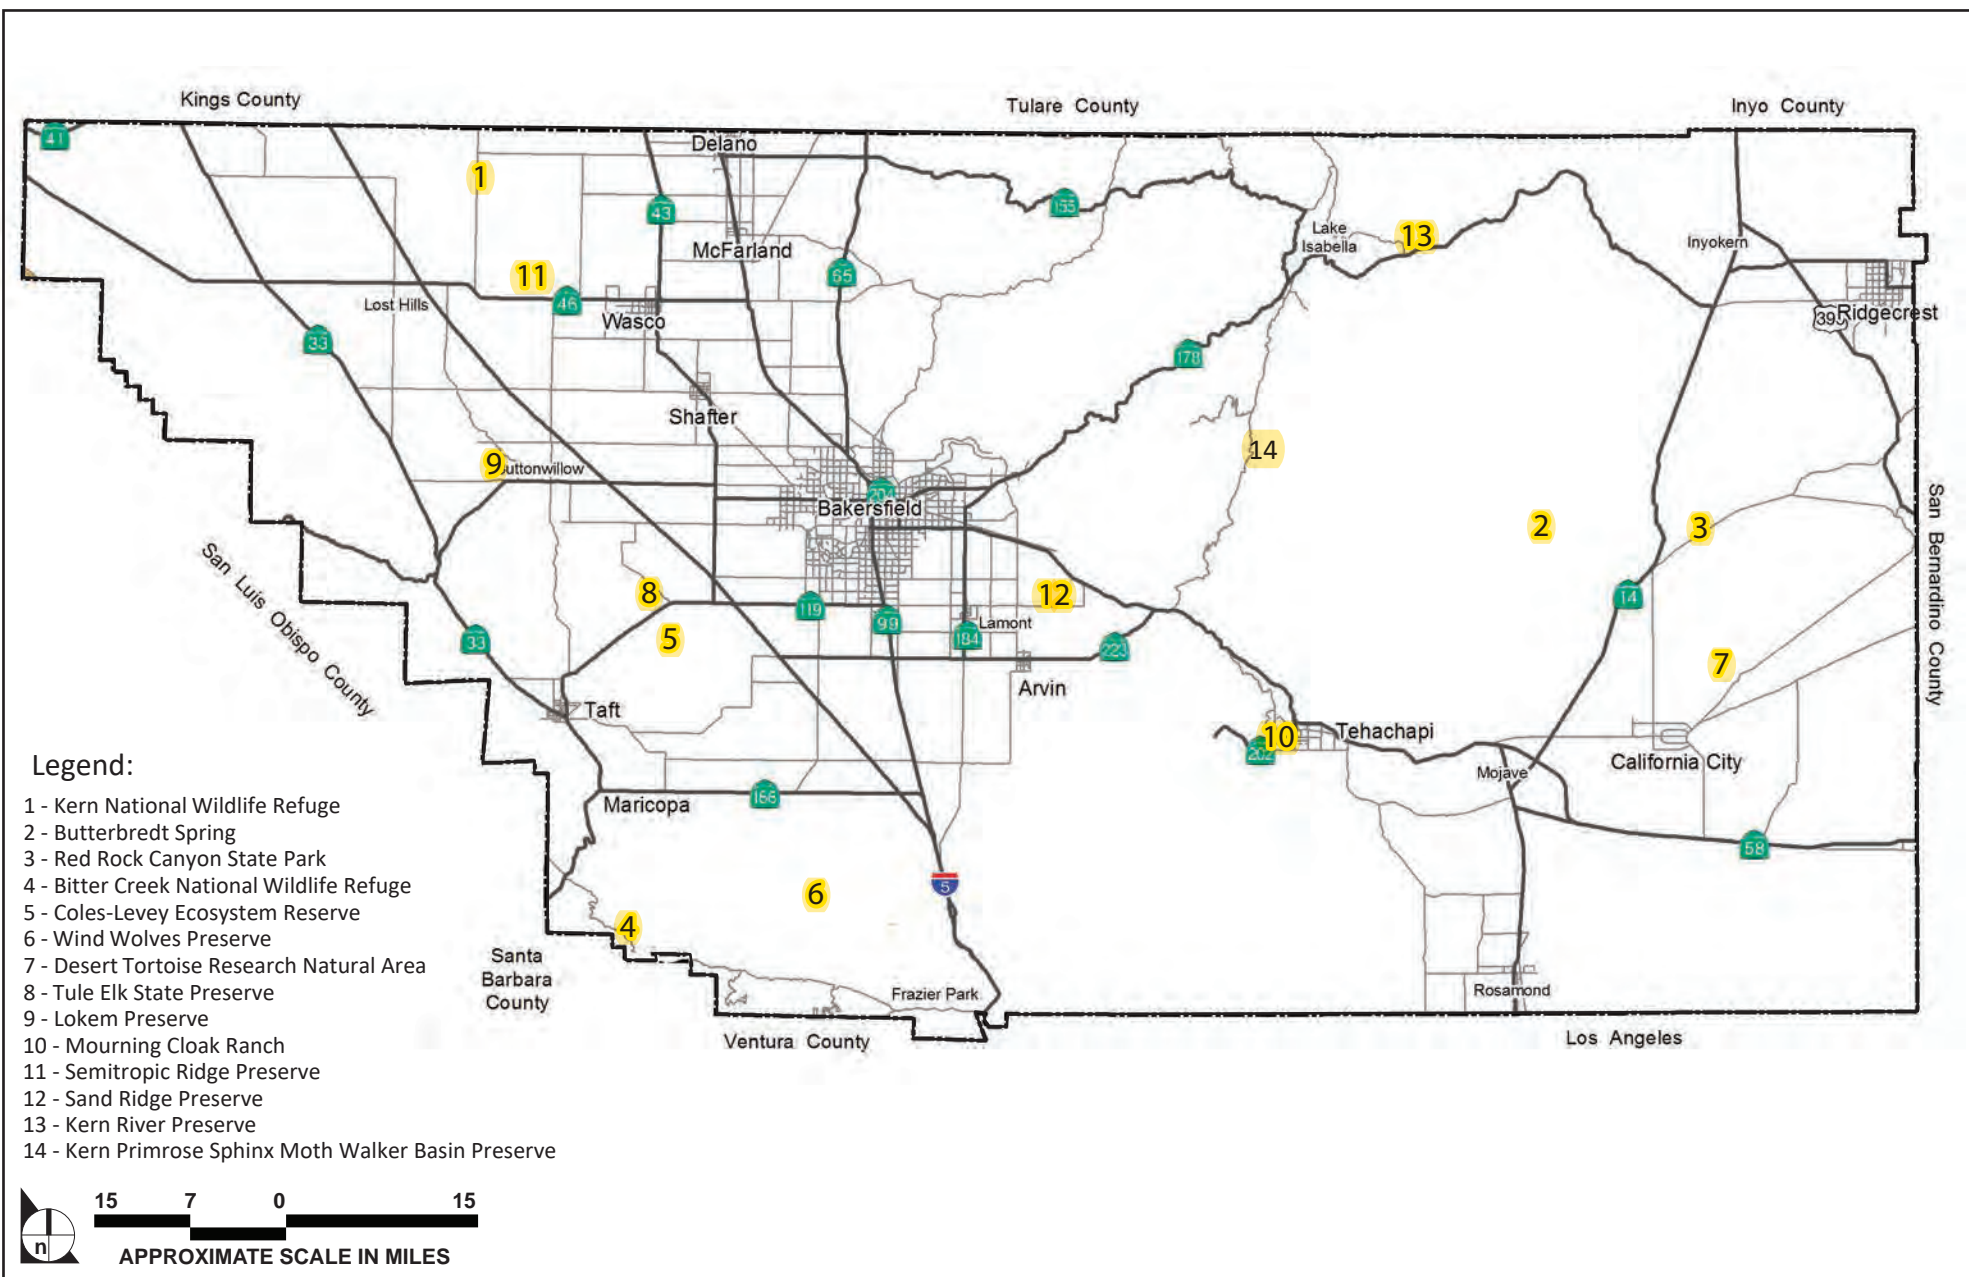 Kings County
Tulare County
Inyo County
41
Delano
1
155
43
Lake
Isabella
13
McFarland
Inyokern
11
65
Lost Hills
46
Wasco
395
Ridgecrest
33
178
Shafter
14
9
uttonwillow
204
Bakersfield
San Bernardino County
2
3
San Luis Obispo County
8
12
14
119
99
Lamont
184
33
5
223
7
Arvin
Taft
10
202
Tehachapi
California City
Mojave
Maricopa
166
58
5
6
4
Santa
Barbara
County
Frazier Park
Rosamond
Ventura County
Los Angeles
Legend:
1 - Kern National Wildlife Refuge
2 - Butterbredt Spring
3 - Red Rock Canyon State Park
4 - Bitter Creek National Wildlife Refuge
5 - Coles-Levey Ecosystem Reserve
6 - Wind Wolves Preserve
7 - Desert Tortoise Research Natural Area
8 - Tule Elk State Preserve
9 - Lokem Preserve
10 - Mourning Cloak Ranch
11 - Semitropic Ridge Preserve
12 - Sand Ridge Preserve
13 - Kern River Preserve
14 - Kern Primrose Sphinx Moth Walker Basin Preserve
n
15 7 0 15
APPROXIMATE SCALE IN MILES